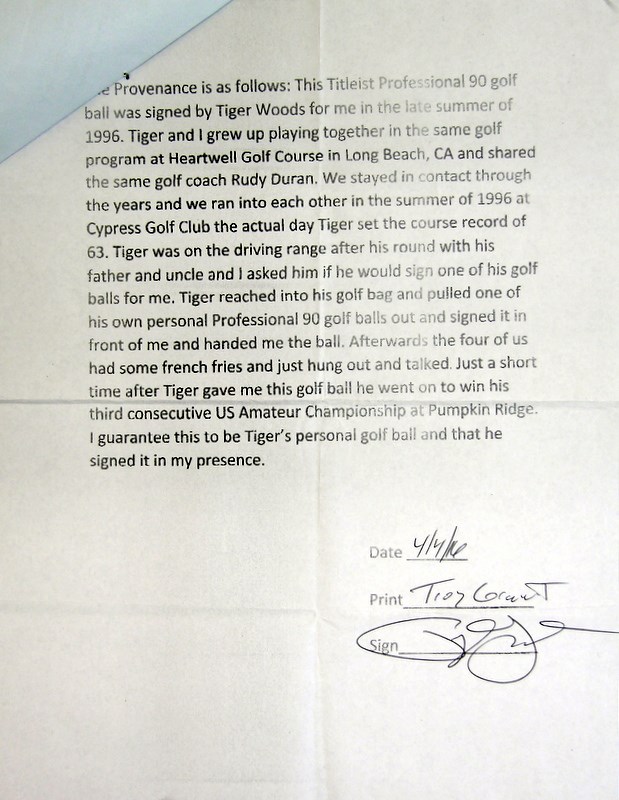 Provenance is as follows: This Titleist Professional 90 golf
ball was signed by Tiger Woods for me in the late summer of
1996. Tiger and I grew up playing together in the same golf
program at Heartwell Golf Course in Long Beach, CA and shared
the same golf coach Rudy Duran. We stayed in contact through
the years and we ran into each other in the summer of 1996 at
Cypress Golf Club the actual day Tiger set the course record of
63. Tiger was on the driving range after his round with his
father and uncle and I asked him if he would sign one of his golf
balls for me. Tiger reached into his golf bag and pulled one of
his own personal Professional 90 golf balls out and signed it in
front of me and handed me the ball. Afterwards the four of us
had some french fries and just hung out and talked. Just a short
time after Tiger gave me this golf ball he went on to win his
third consecutive US Amateur Championship at Pumpkin Ridge.
I guarantee this to be Tiger's personal golf ball and that he
signed it in my presence.
Date 4/4/16
Print Troy Grant
Sign